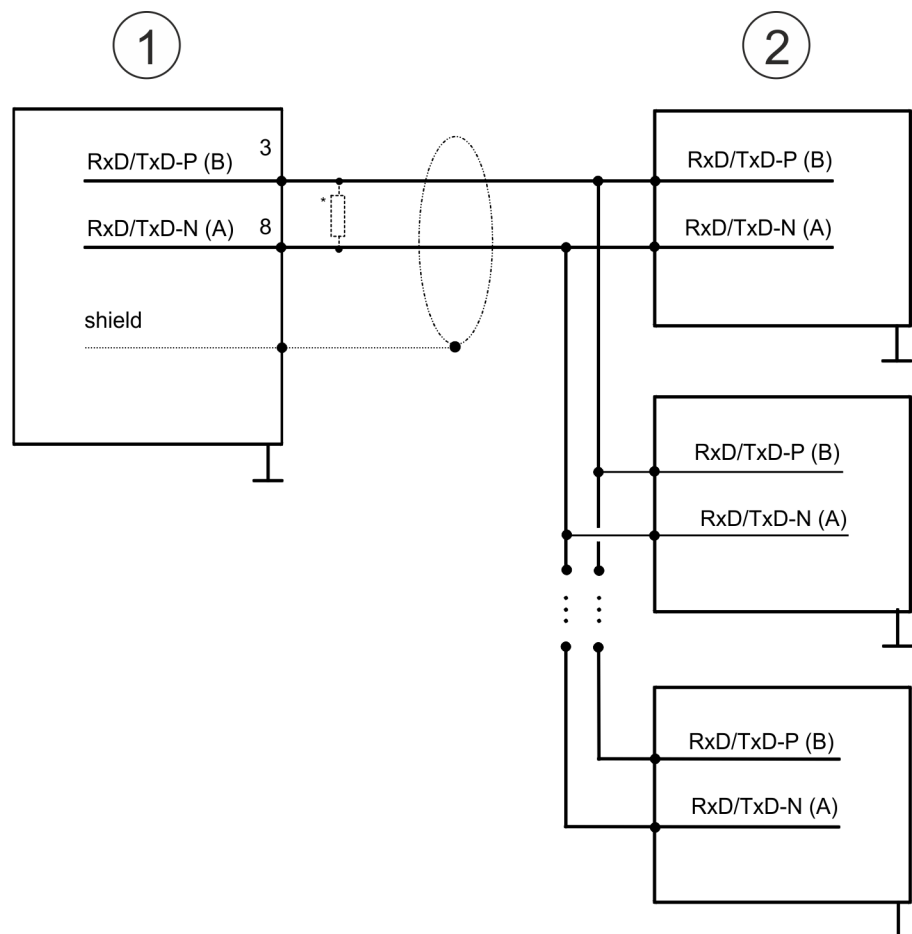 1
2
RxD/TxD-P (B)
3
RxD/TxD-N (A)
8
shield
*
RxD/TxD-P (B)
RxD/TxD-N (A)
RxD/TxD-P (B)
RxD/TxD-N (A)
RxD/TxD-P (B)
RxD/TxD-N (A)